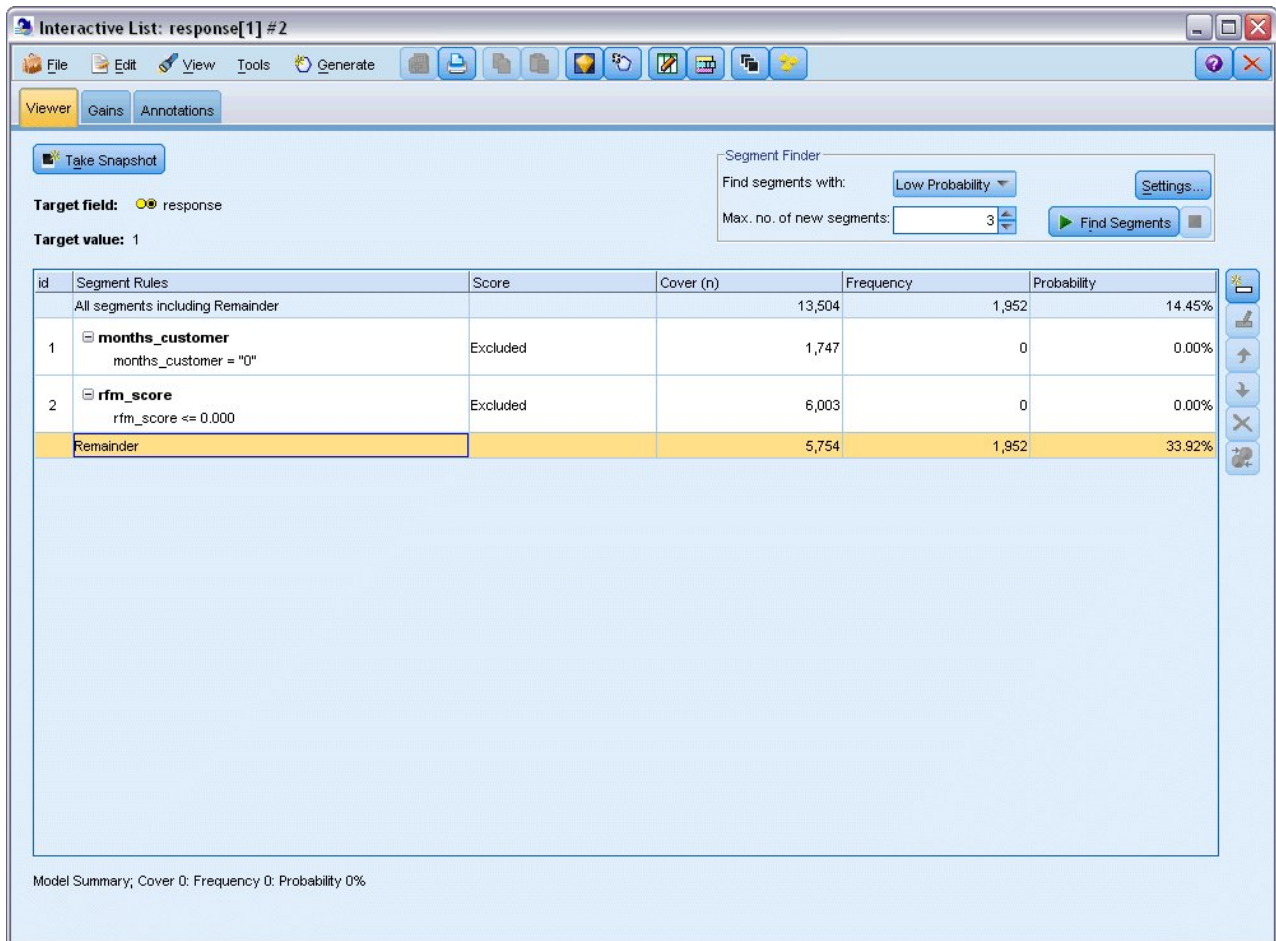 Interactive List: response[1] #2
File Edit View Tools Generate
Viewer Gains Annotations
Take Snapshot
Segment Finder
Find segments with: Low Probability Settings...
Target field: response
Max. no. of new segments: 3 Find Segments
Target value: 1
id Segment Rules Score Cover (n) Frequency Probability
All segments including Remainder 13,504 1,952 14.45%
1 months_customer Excluded 1,747 0 0.00%
months_customer = "0"
2 rfm_score Excluded 6,003 0 0.00%
rfm_score <= 0.000
Remainder 5,754 1,952 33.92%
Model Summary; Cover 0: Frequency 0: Probability 0%